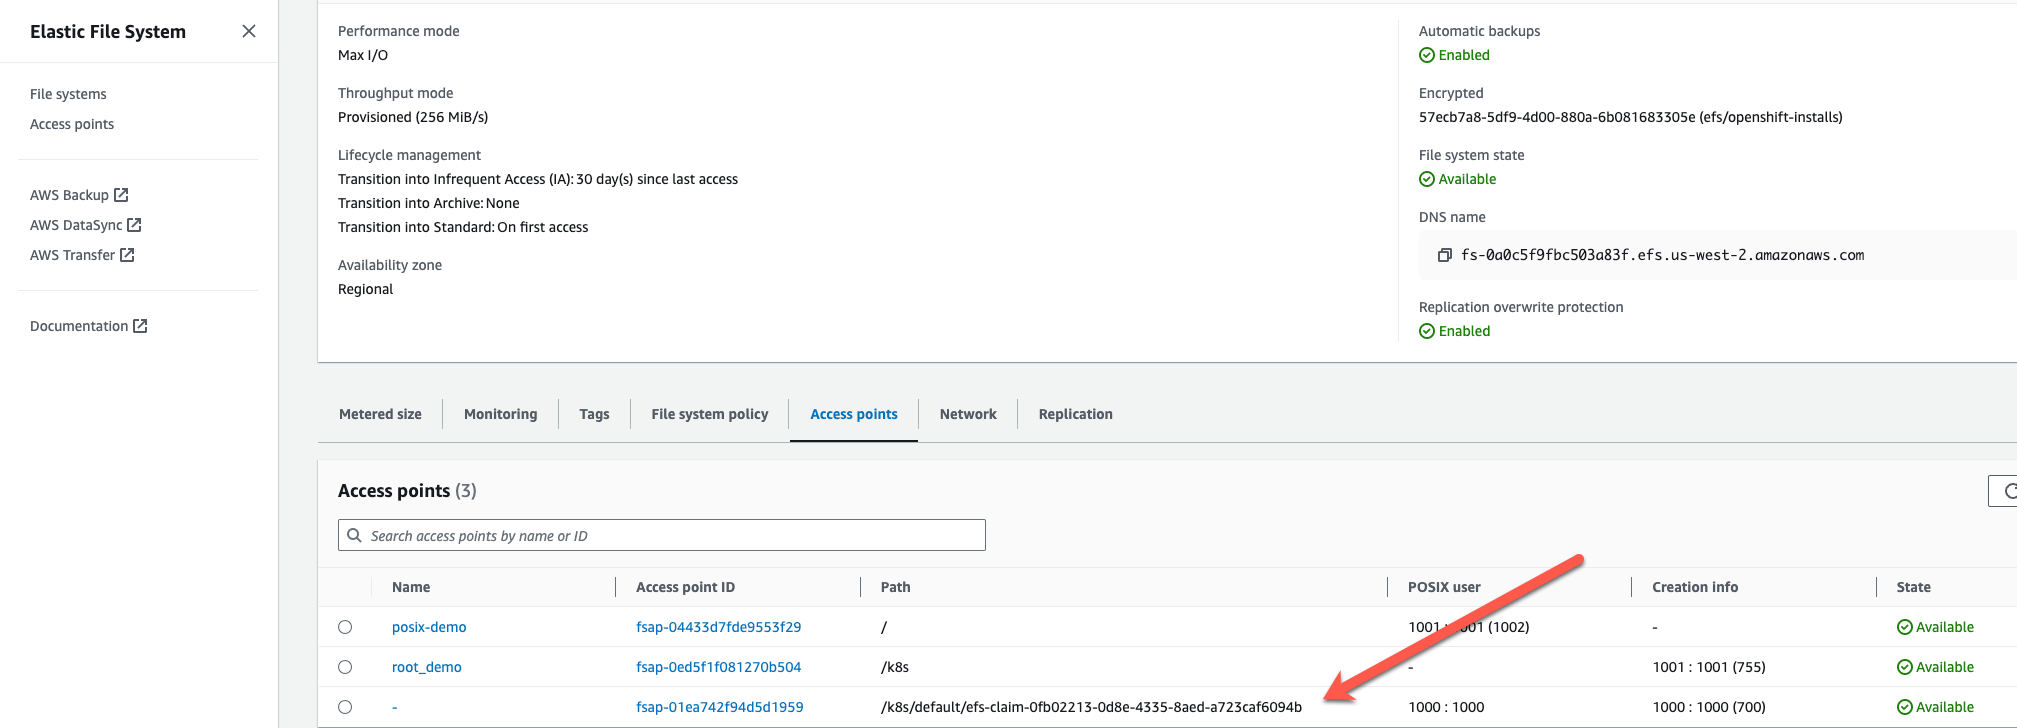 Elastic File System
File systems
Access points
AWS Backup
AWS DataSync
AWS Transfer
Documentation
Performance mode
Max I/O
Throughput mode
Provisioned (256 MiB/s)
Lifecycle management
Transition into Infrequent Access (IA): 30 day(s) since last access
Transition into Archive: None
Transition into Standard: On first access
Availability zone
Regional
Automatic backups
Enabled
Encrypted
57ecb7a8-5df9-4d00-880a-6b081683305e (efs/openshift-installs)
File system state
Available
DNS name
fs-0a0c5f9fbc503a83f.efs.us-west-2.amazonaws.com
Replication overwrite protection
Enabled
Metered size Monitoring Tags File system policy Access points Network Replication
Access points (3)
Search access points by name or ID
Name Access point ID Path POSIX user Creation info State
posix-demo fsap-04433d7fde9553f29 / 1001 : 1001 (1002) - Available
root_demo fsap-0ed5f1f081270b504 /k8s - 1001 : 1001 (755) Available
- fsap-01ea742f94d5d1959 /k8s/default/efs-claim-0fb02213-0d8e-4335-8aed-a723caf6094b 1000 : 1000 1000 : 1000 (700) Available